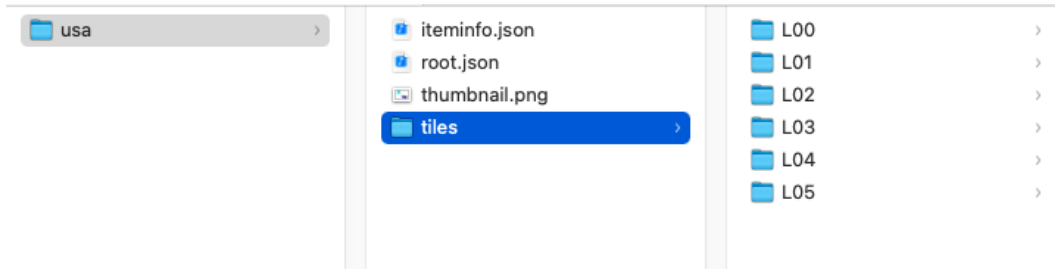 usa
iteminfo.json
root.json
thumbnail.png
tiles
L00
L01
L02
L03
L04
L05